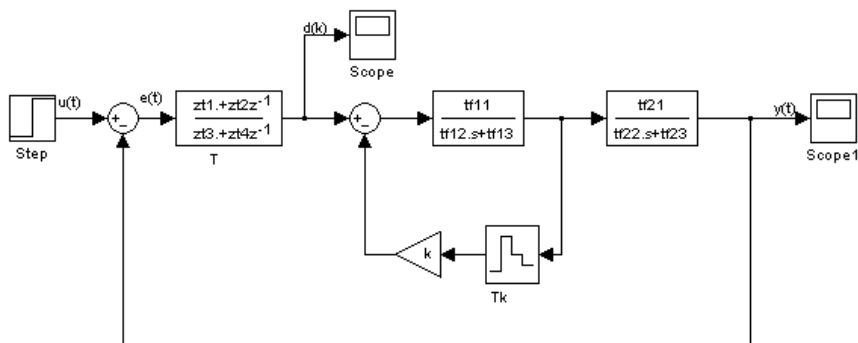 d(k)
Scope
u(t)
e(t)
zt1.+zt2z-1
zt3.+zt4z-1
T
Step
+
-
+
-
tf11
tf12.s+tf13
tf21
tf22.s+tf23
y(t)
Scope1
k
Tk